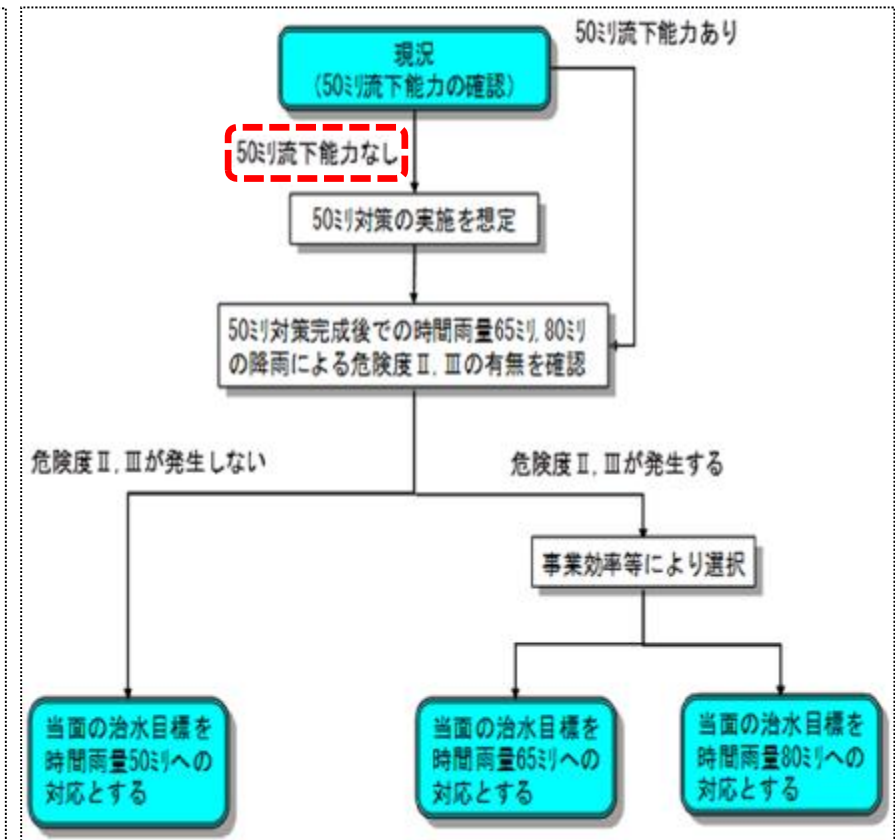 50ﾐﾘ流下能力あり
現況
(50ﾐﾘ流下能力の確認)
50ﾐﾘ流下能力なし
50ﾐﾘ対策の実施を想定
50ﾐﾘ対策完成後での時間雨量65ﾐﾘ,80ﾐﾘ
の降雨による危険度Ⅱ,Ⅲの有無を確認
危険度Ⅱ,Ⅲが発生しない
危険度Ⅱ,Ⅲが発生する
事業効率等により選択
当面の治水目標を
時間雨量50ﾐﾘへの
対応とする
当面の治水目標を
時間雨量65ﾐﾘへの
対応とする
当面の治水目標を
時間雨量80ﾐﾘへの
対応とする